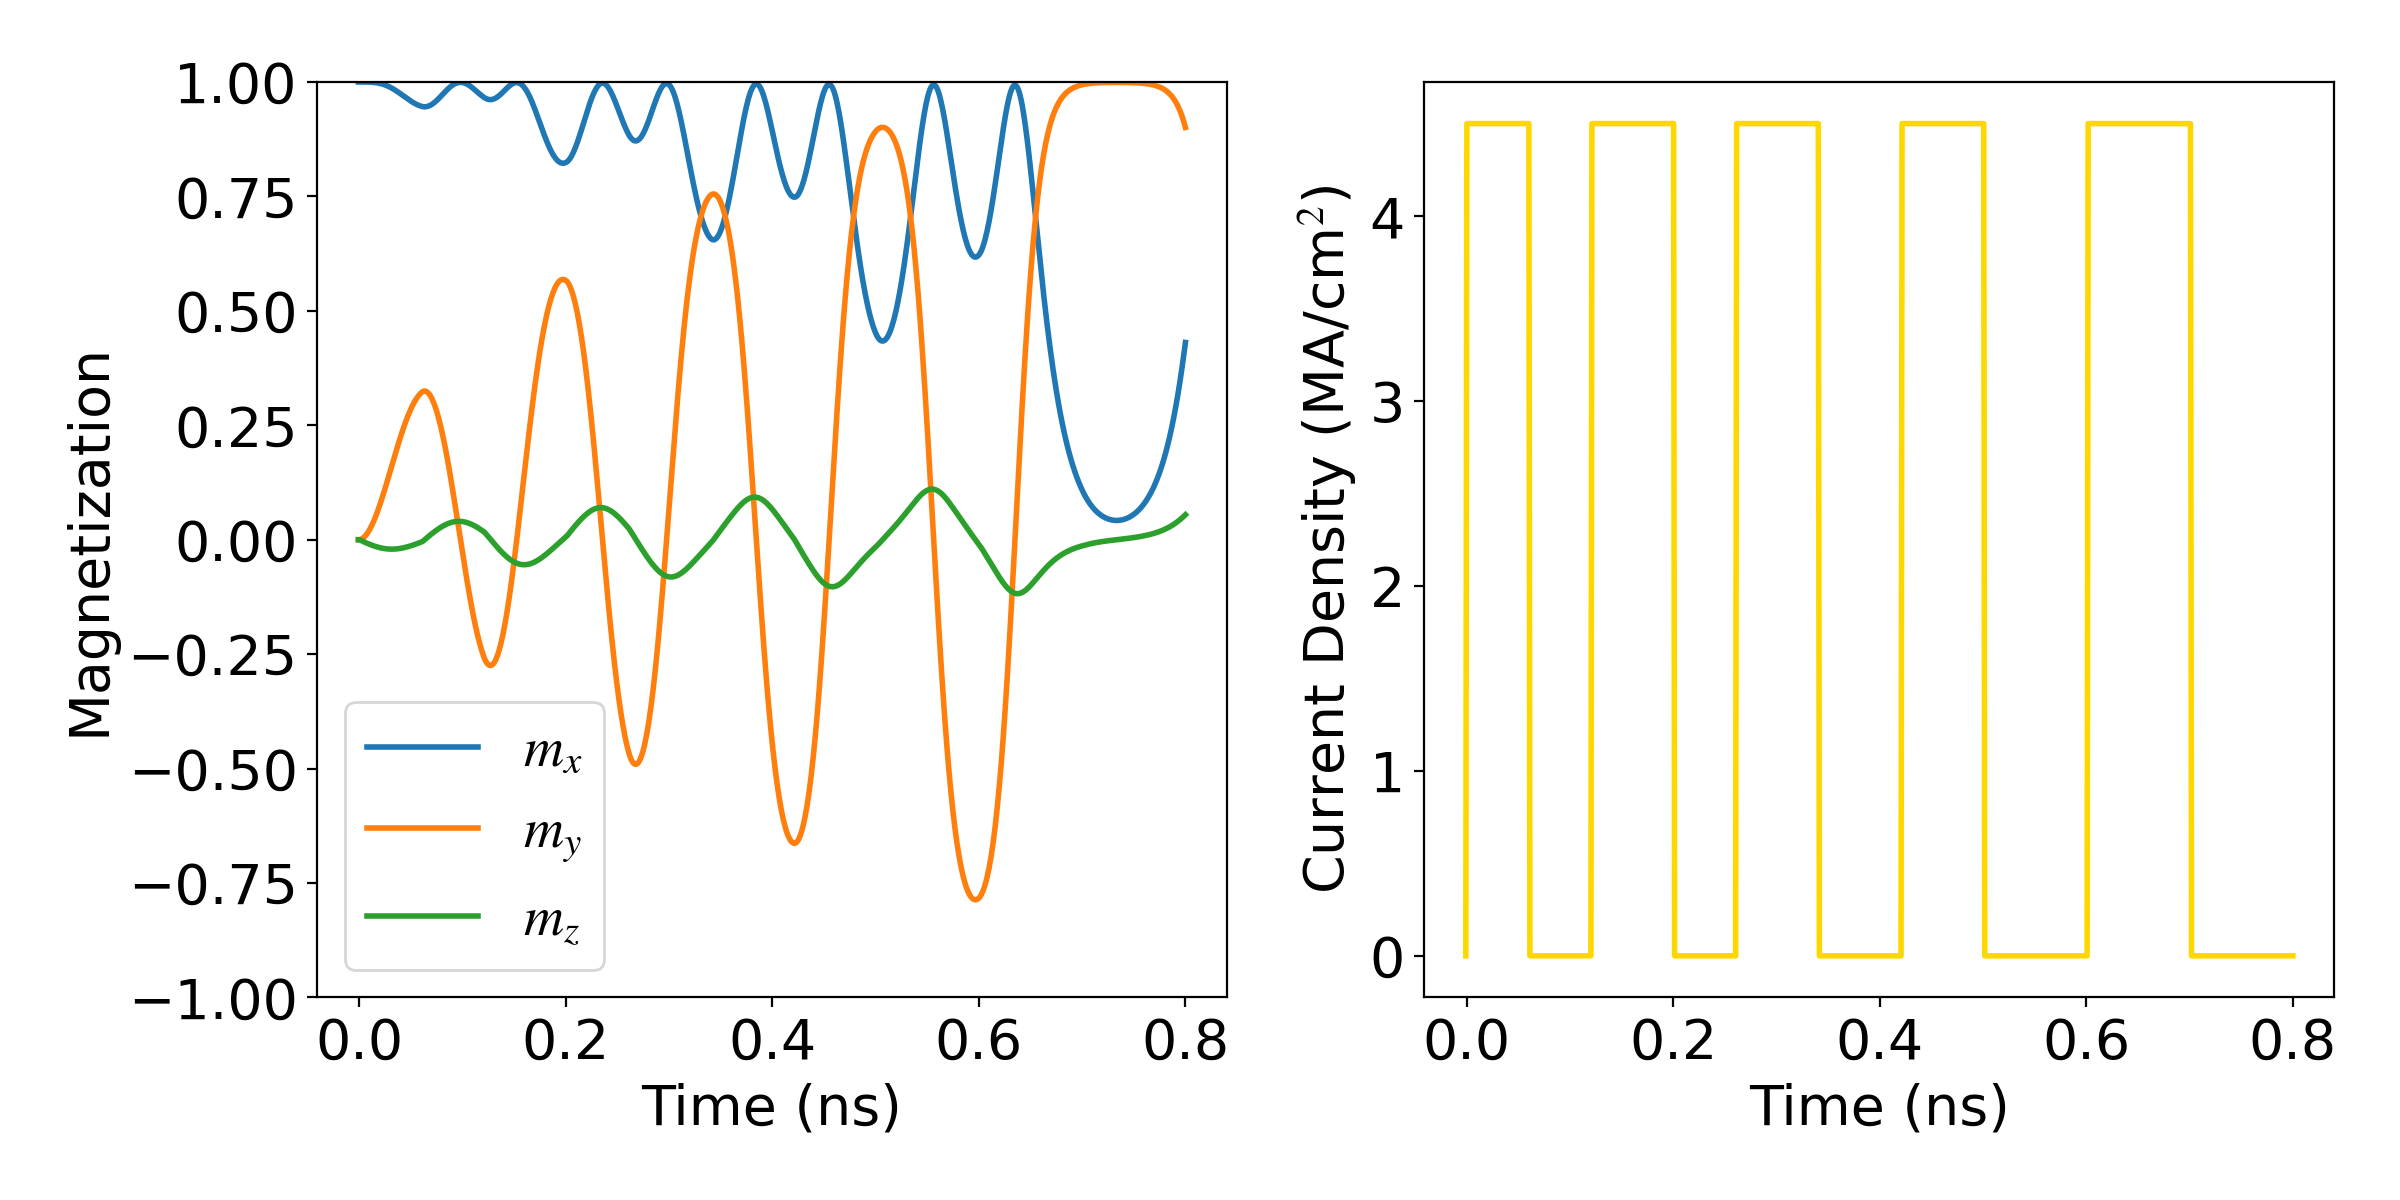 Magnetization
1.00
0.75
0.50
0.25
0.00
−0.25
−0.50
−0.75
−1.00
m_x
m_y
m_z
0.0 0.2 0.4 0.6 0.8
Time (ns)
Current Density (MA/cm²)
4
3
2
1
0
0.0 0.2 0.4 0.6 0.8
Time (ns)